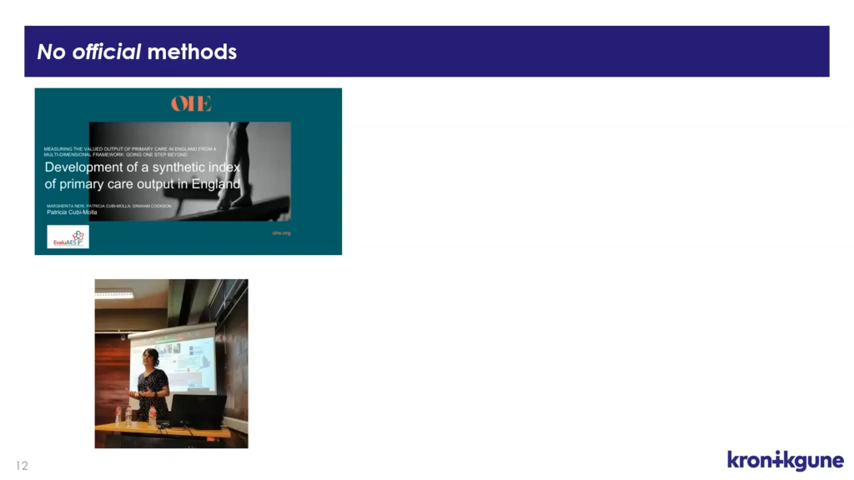 No official methods
OHE
MEASURING THE VALUED OUTPUT OF PRIMARY CARE IN ENGLAND FROM A
MULTI-DIMENSIONAL FRAMEWORK: GOING ONE STEP BEYOND
Development of a synthetic index
of primary care output in England
MARGHERITA NERI, PATRICIA CUBI-MOLLA, GRAHAM COOKSON
Patricia Cubi-Molla
EvaluAES
ohe.org
12
kronikgune